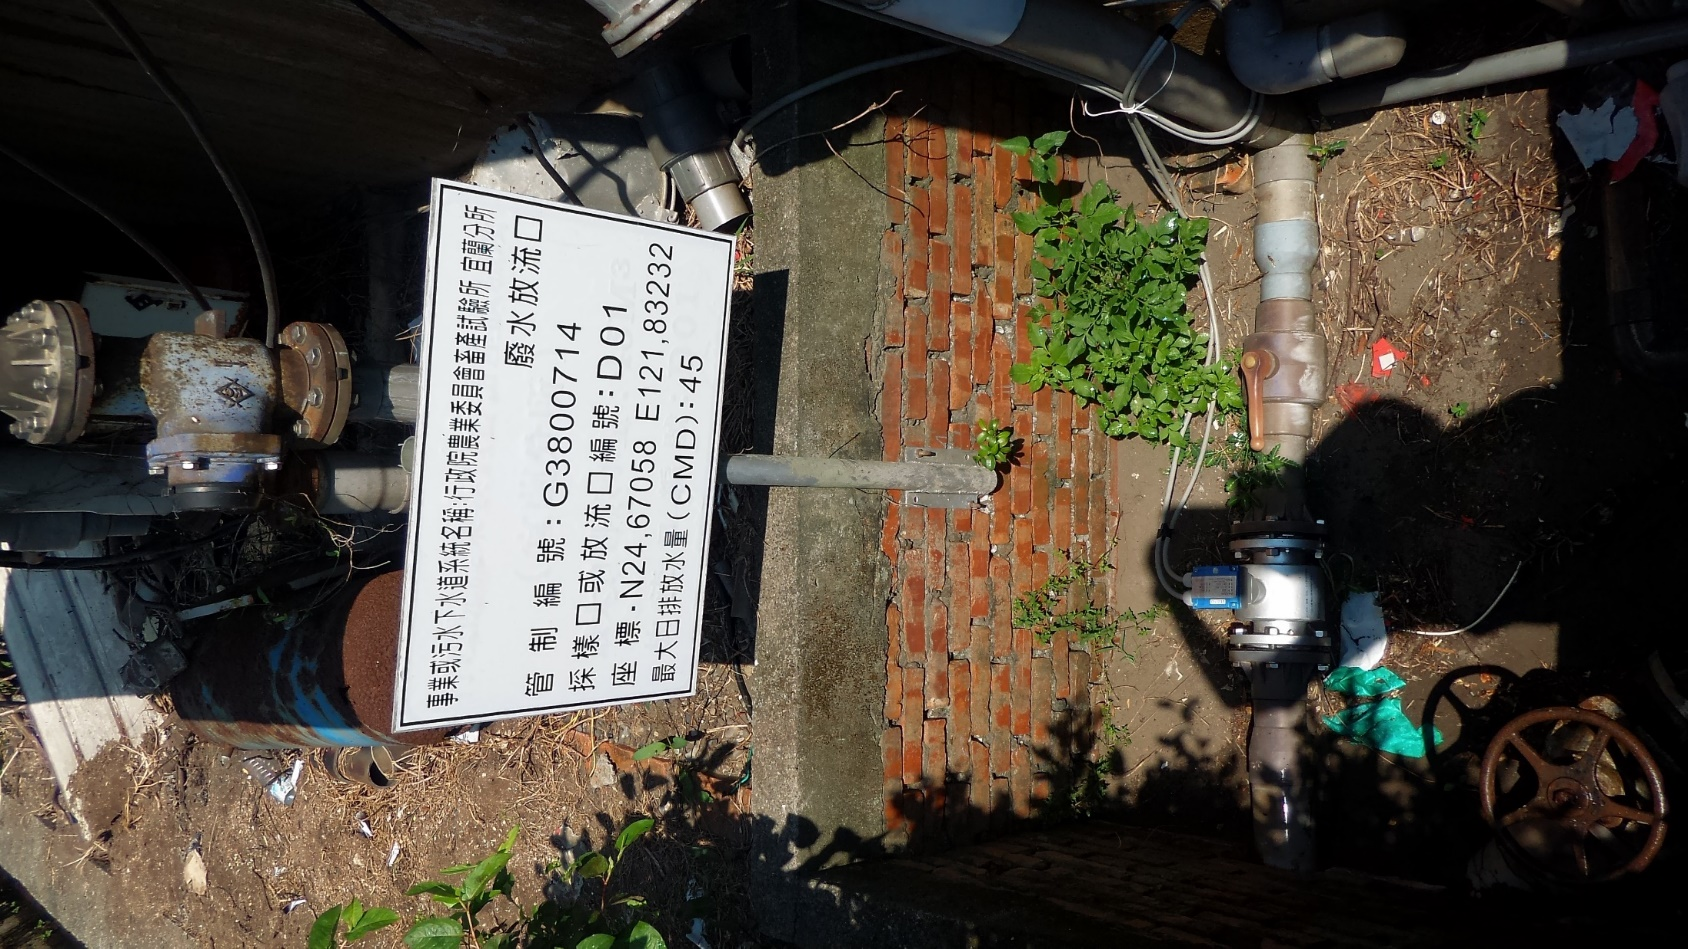 事業或污水下水道系統名稱:行政院農業委員會畜產試驗所 宜蘭分所
廢水放流口
管制編號:G3800714
採樣口或放流口編號:D01
座標-N24,67058 E121,83232
最大日排放水量(CMD):45